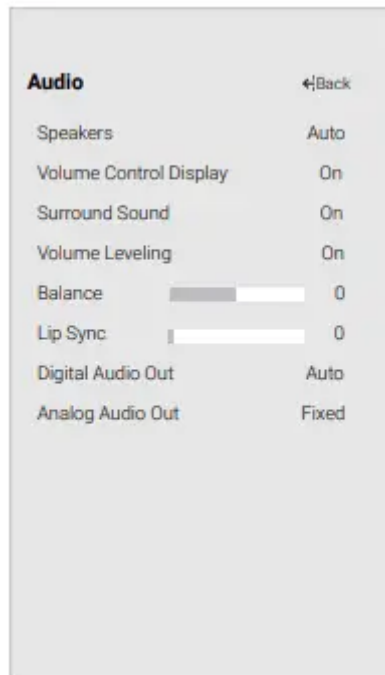 Audio Back
Speakers Auto
Volume Control Display On
Surround Sound On
Volume Leveling On
Balance 0
Lip Sync 0
Digital Audio Out Auto
Analog Audio Out Fixed